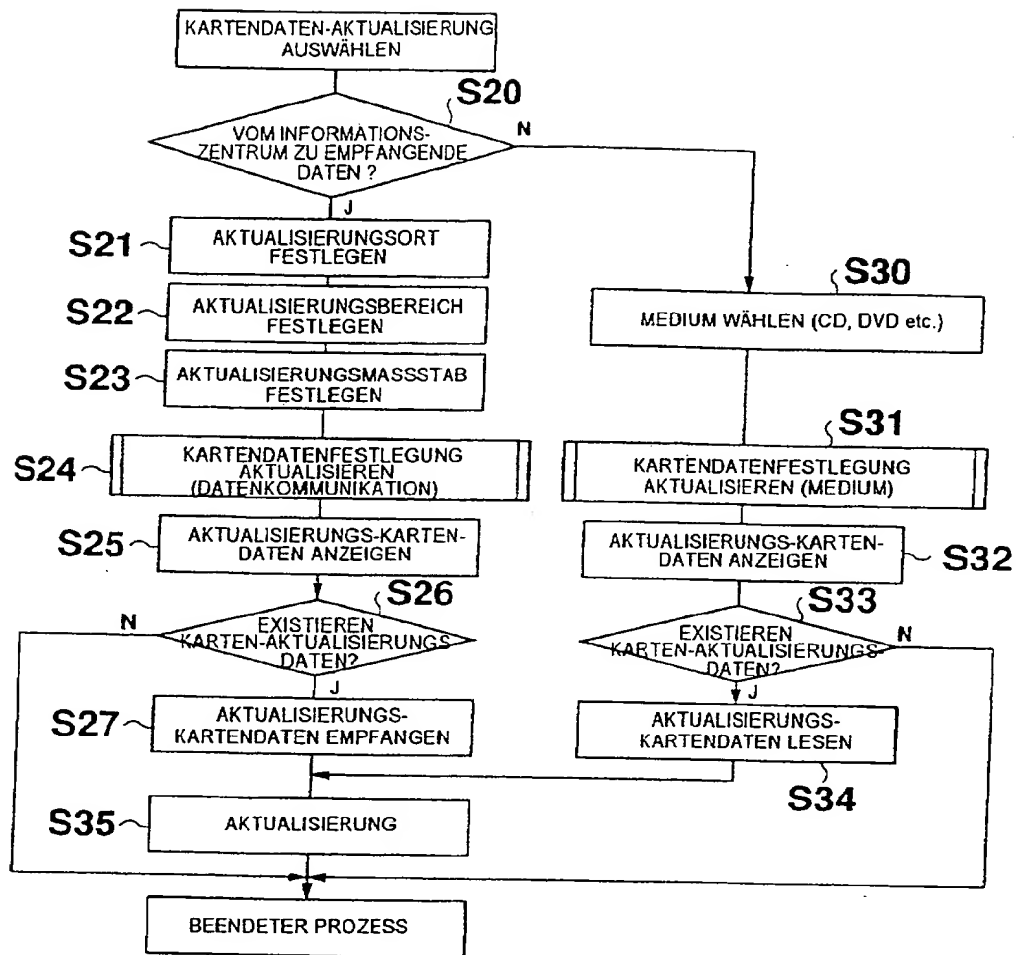 KARTENDATEN-AKTUALISIERUNG
AUSWÄHLEN
S20
VOM INFORMATIONS-
ZENTRUM ZU EMPFANGENDE
DATEN ?
N
J
S21
AKTUALISIERUNGSORT
FESTLEGEN
S22
AKTUALISIERUNGSBEREICH
FESTLEGEN
S23
AKTUALISIERUNGSMASSSTAB
FESTLEGEN
S24
KARTENDATENFESTLEGUNG
AKTUALISIEREN
(DATENKOMMUNIKATION)
S25
AKTUALISIERUNGS-KARTEN-
DATEN ANZEIGEN
S26
N
EXISTIEREN
KARTEN-AKTUALISIERUNGS
DATEN?
J
S27
AKTUALISIERUNGS-
KARTENDATEN EMPFANGEN
S30
MEDIUM WÄHLEN (CD, DVD etc.)
S31
KARTENDATENFESTLEGUNG
AKTUALISIEREN (MEDIUM)
AKTUALISIERUNGS-KARTEN-
DATEN ANZEIGEN
S32
S33
EXISTIEREN
KARTEN-AKTUALISIERUNGS-
DATEN?
N
J
AKTUALISIERUNGS-
KARTENDATEN LESEN
S34
S35
AKTUALISIERUNG
BEENDETER PROZESS